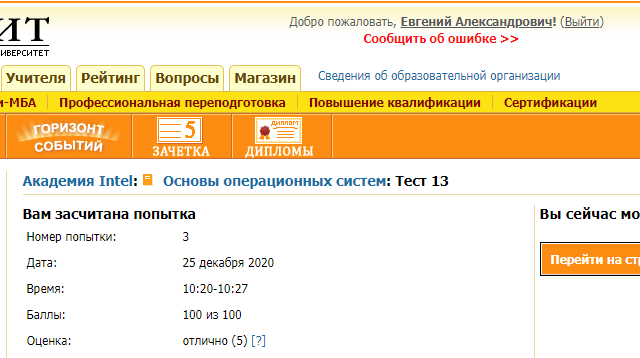 ИТ
Добро пожаловать, Евгений Александрович! (Выйти)
Сообщить об ошибке >>
Учителя Рейтинг Вопросы Магазин Сведения об образовательной организации
Профессиональная переподготовка Повышение квалификации Сертификации
ГОРИЗОНТ СОБЫТИЙ
5 ЗАЧЕТКА
ДИПЛОМ ДИПЛОМЫ
Академия Intel: Основы операционных систем: Тест 13
Вам засчитана попытка
Номер попытки: 3
Дата: 25 декабря 2020
Время: 10:20-10:27
Баллы: 100 из 100
Оценка: отлично (5) [?]
Вы сейчас мо
Перейти на ст